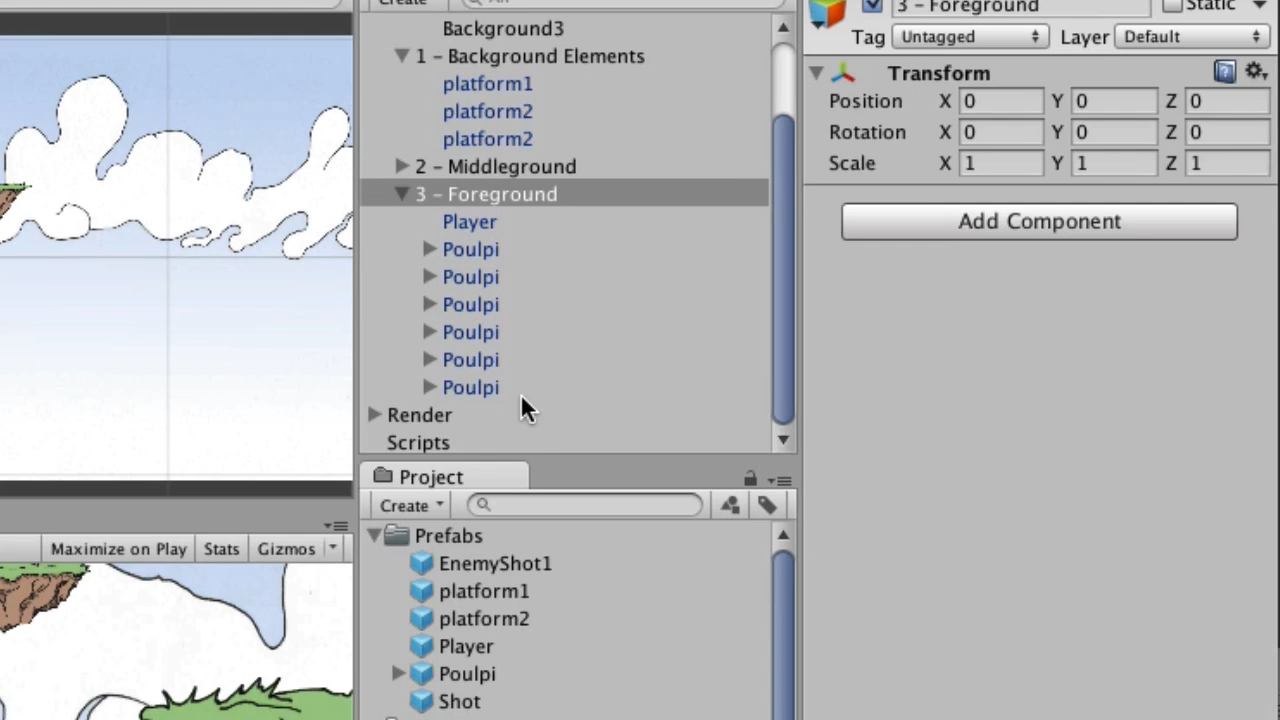 Create
All
3 - Foreground
Static
Tag Untagged Layer Default
Transform
Position X 0 Y 0 Z 0
Rotation X 0 Y 0 Z 0
Scale X 1 Y 1 Z 1
Add Component
Background3
1 - Background Elements
platform1
platform2
platform2
2 - Middleground
3 - Foreground
Player
Poulpi
Poulpi
Poulpi
Poulpi
Poulpi
Poulpi
Render
Scripts
Project
Create
Prefabs
EnemyShot1
platform1
platform2
Player
Poulpi
Shot
Maximize on Play Stats Gizmos